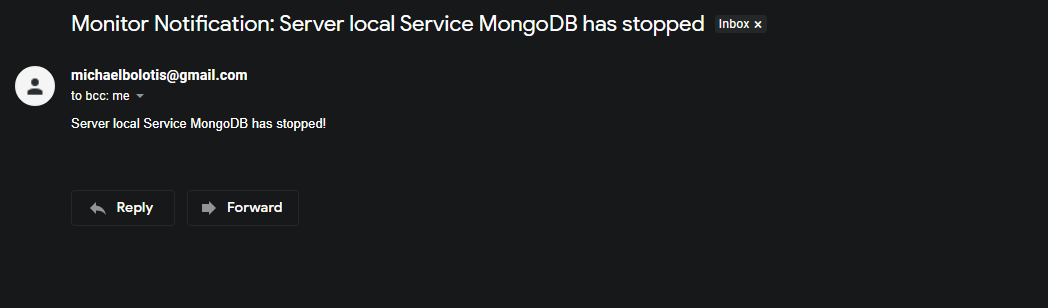 Monitor Notification: Server local Service MongoDB has stopped Inbox ×
michaelbolotis@gmail.com
to bcc: me
Server local Service MongoDB has stopped!
Reply Forward